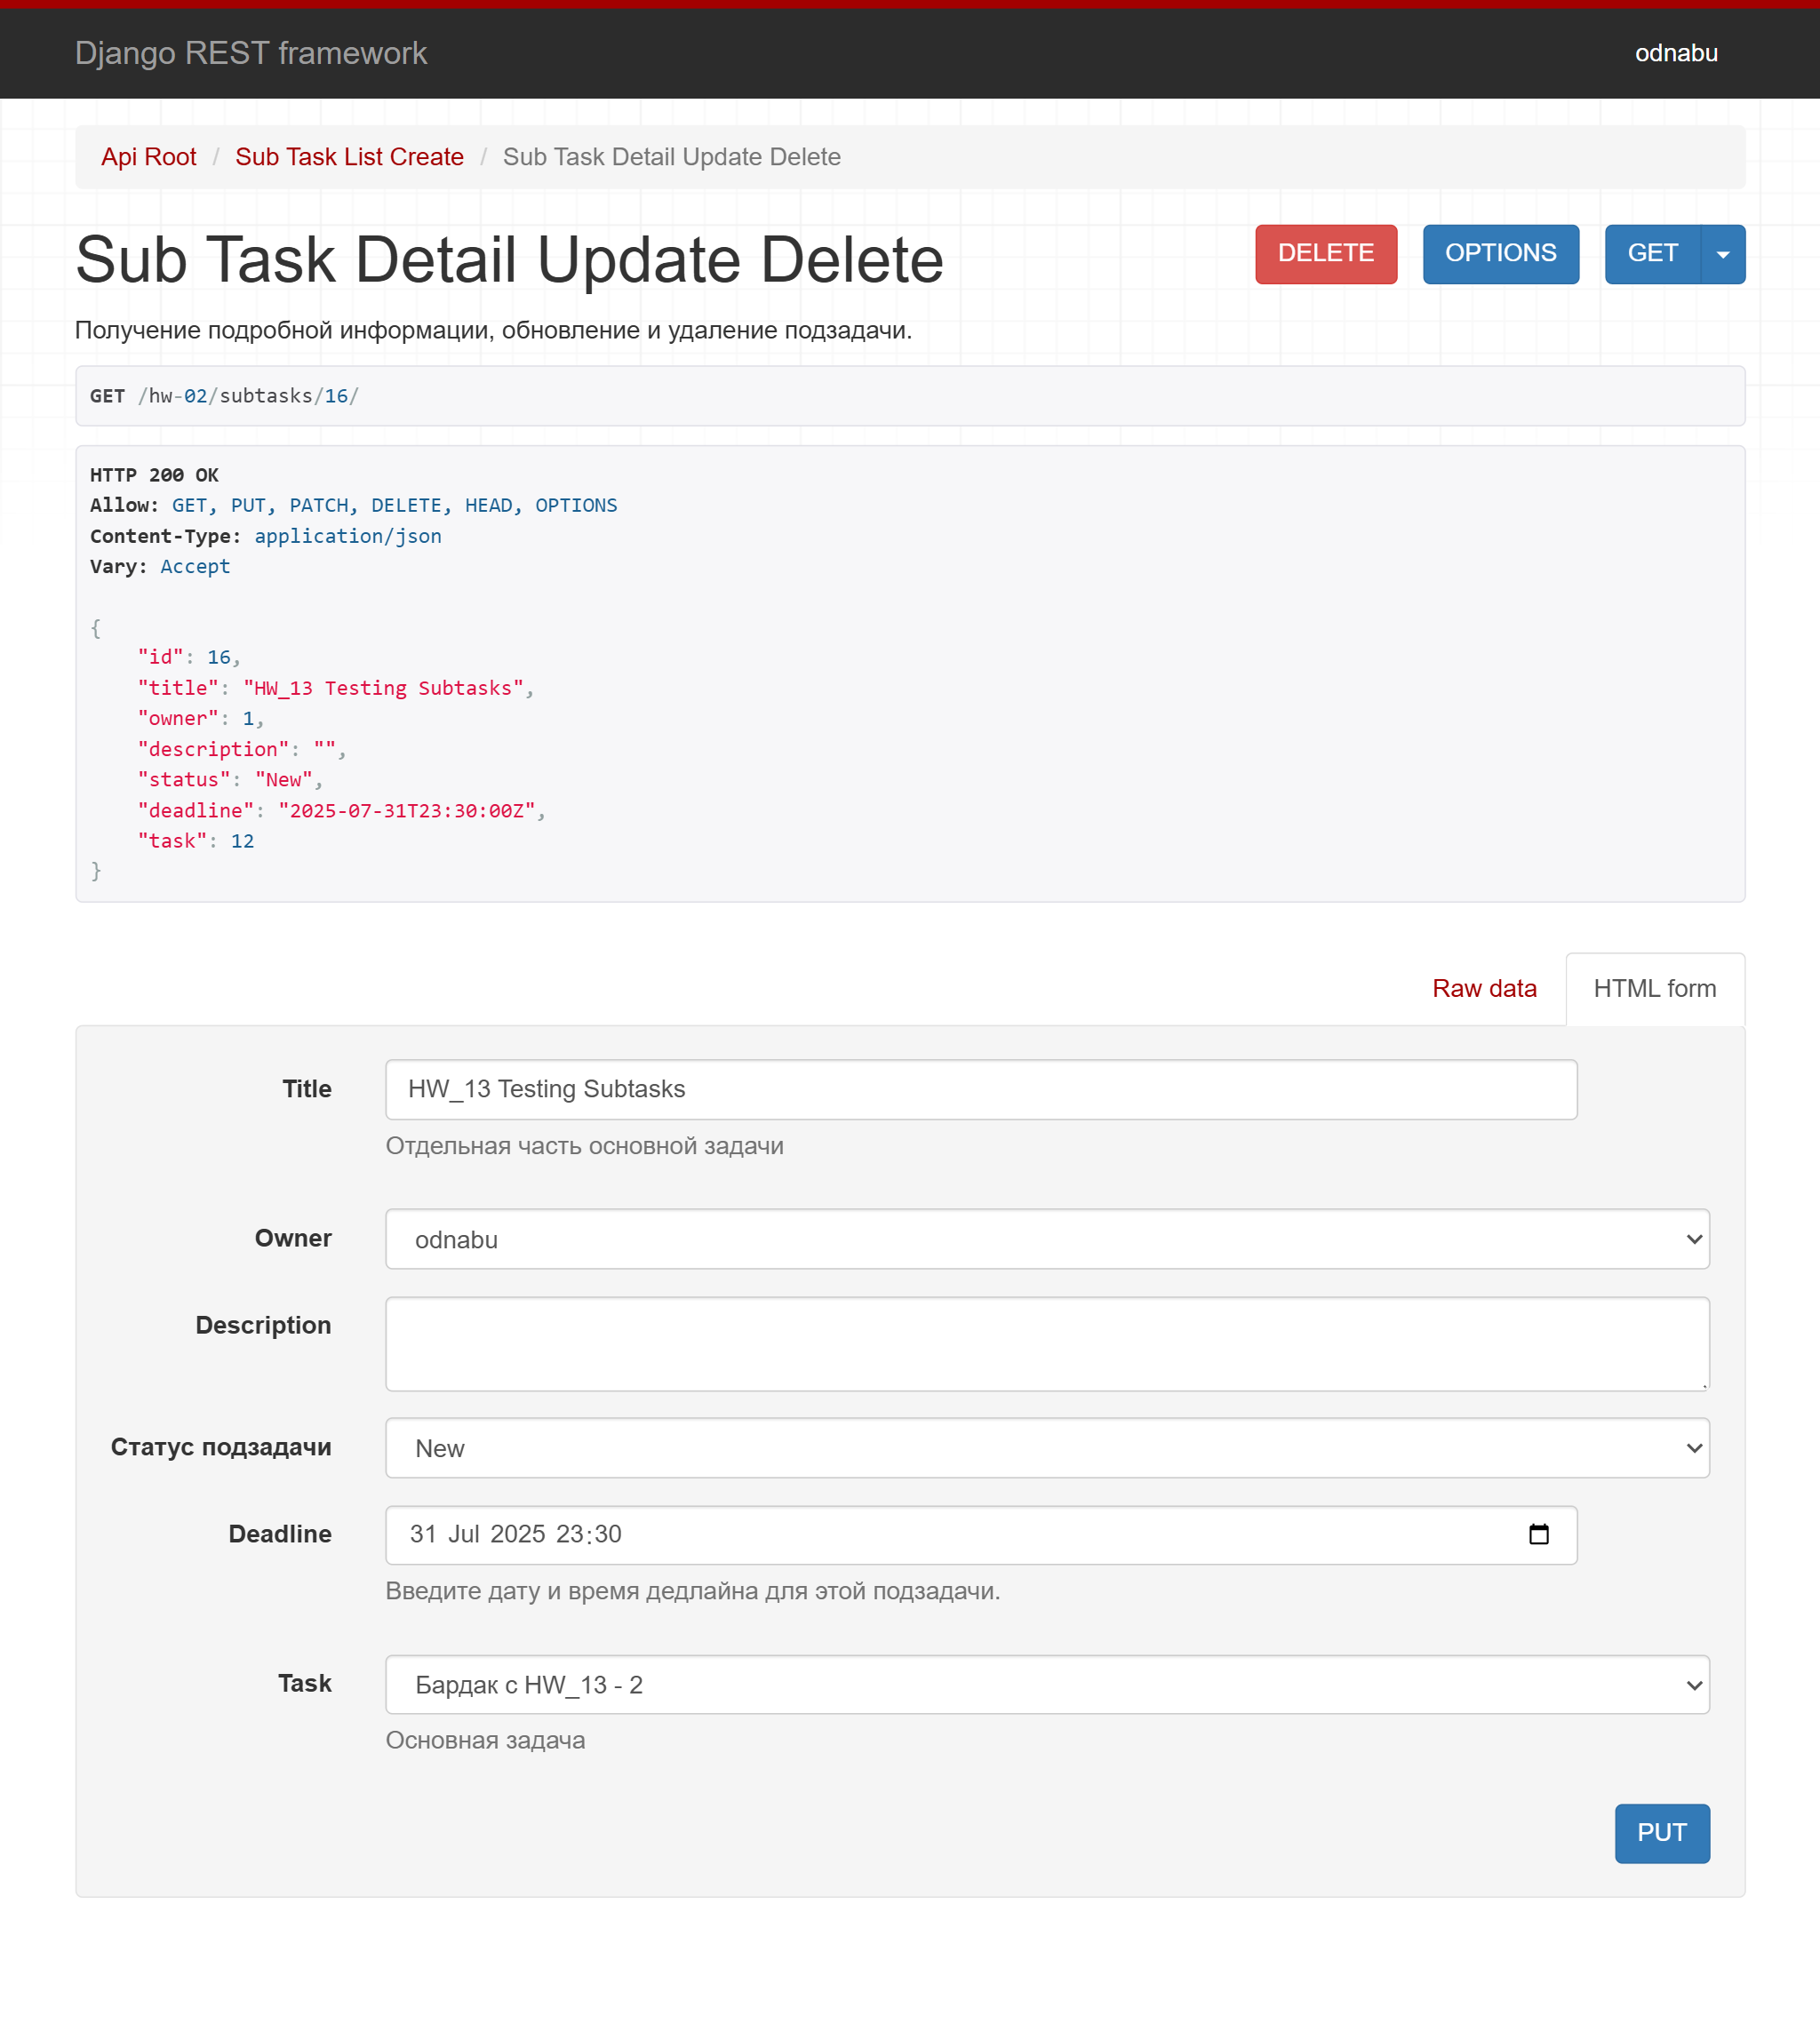 Django REST framework
odnabu
Api Root / Sub Task List Create / Sub Task Detail Update Delete
Sub Task Detail Update Delete
DELETE
OPTIONS
GET
Получение подробной информации, обновление и удаление подзадачи.
GET /hw-02/subtasks/16/
HTTP 200 OK
Allow: GET, PUT, PATCH, DELETE, HEAD, OPTIONS
Content-Type: application/json
Vary: Accept
{
    "id": 16,
    "title": "HW_13 Testing Subtasks",
    "owner": 1,
    "description": "",
    "status": "New",
    "deadline": "2025-07-31T23:30:00Z",
    "task": 12
}
Raw data
HTML form
Title
HW_13 Testing Subtasks
Отдельная часть основной задачи
Owner
odnabu
Description
Статус подзадачи
New
Deadline
31 Jul 2025 23:30
Введите дату и время дедлайна для этой подзадачи.
Task
Бардак с HW_13 - 2
Основная задача
PUT